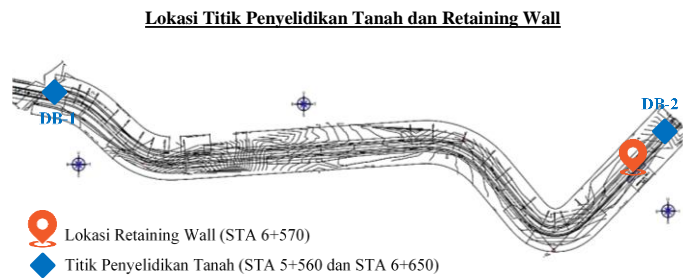 Lokasi Titik Penyelidikan Tanah dan Retaining Wall
DB-1
DB-2
Lokasi Retaining Wall (STA 6+570)
Titik Penyelidikan Tanah (STA 5+560 dan STA 6+650)